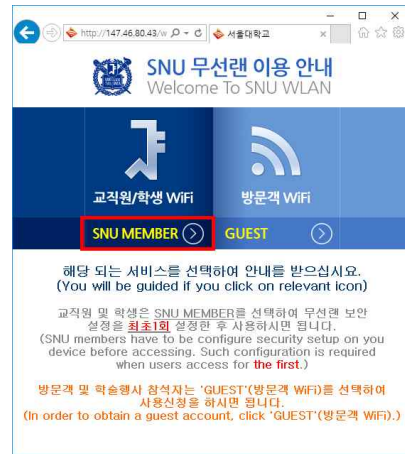 http://147.46.80.43/w
서울대학교
SNU 무선랜 이용 안내
Welcome To SNU WLAN
교직원/학생 WiFi
방문객 WiFi
SNU MEMBER
GUEST
해당 되는 서비스를 선택하여 안내를 받으십시요.
(You will be guided if you click on relevant icon)
교직원 및 학생은 SNU MEMBER를 선택하여 무선랜 보안
설정을 최초1회 설정한 후 사용하시면 됩니다.
(SNU members have to be configure security setup on you
device before accessing. Such configuration is required
when users access for the first.)
방문객 및 학술행사 참석자는 'GUEST'(방문객 WiFi)를 선택하여
사용신청을 하시면 됩니다.
(In order to obtain a guest account, click 'GUEST'(방문객 WiFi).)